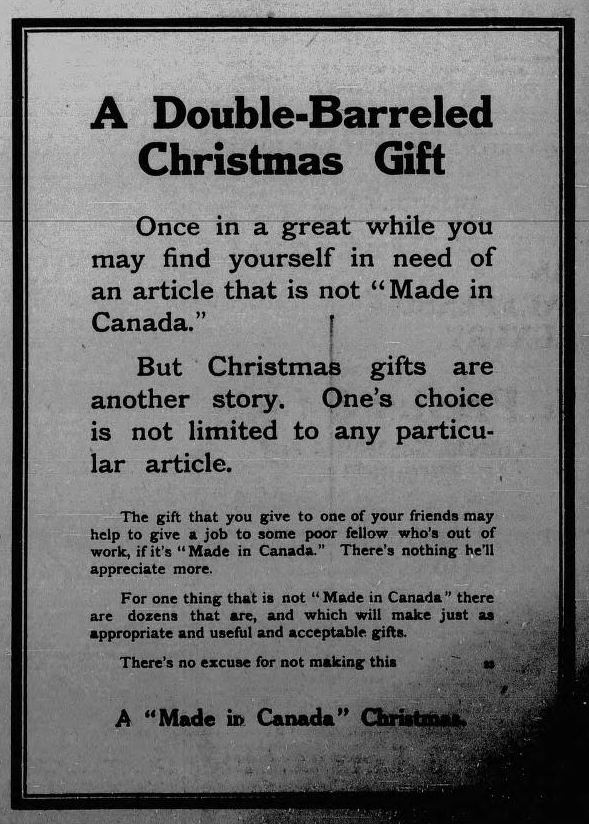 A Double-Barreled
Christmas Gift
Once in a great while you
may find yourself in need of
an article that is not “Made in
Canada.”
But Christmas gifts are
another story. One's choice
is not limited to any particu-
lar article.
The gift that you give to one of your friends may
help to give a job to some poor fellow who's out of
work, if it's “Made in Canada.” There's nothing he'll
appreciate more.
For one thing that is not “Made in Canada” there
are dozens that are, and which will make just as
appropriate and useful and acceptable gifts.
There's no excuse for not making this
A “Made in Canada” Christmas.